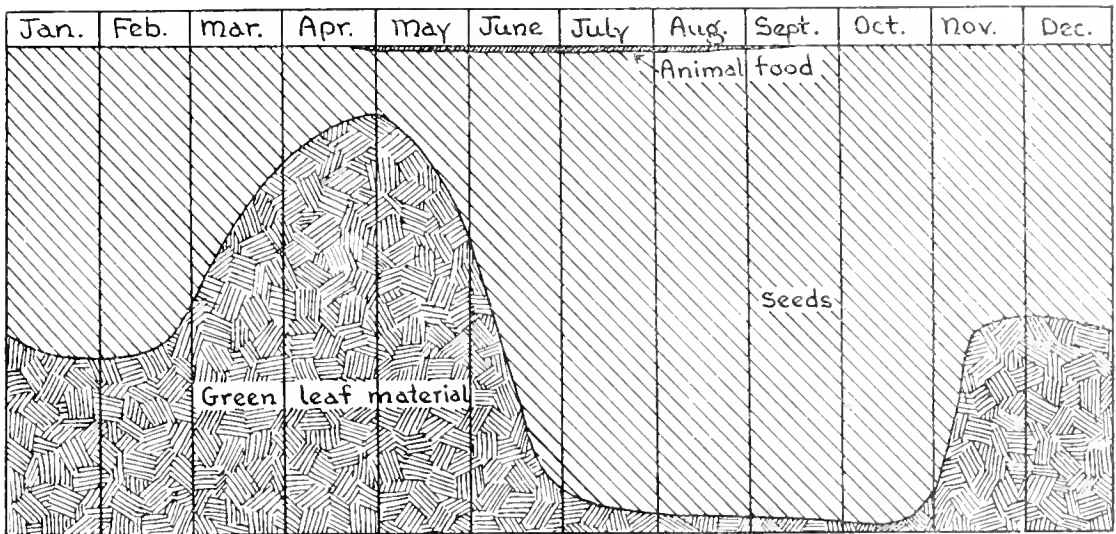 Jan. Feb. Mar. Apr. May June July Aug. Sept. Oct. Nov. Dec.
Animal food
Seeds
Green leaf material